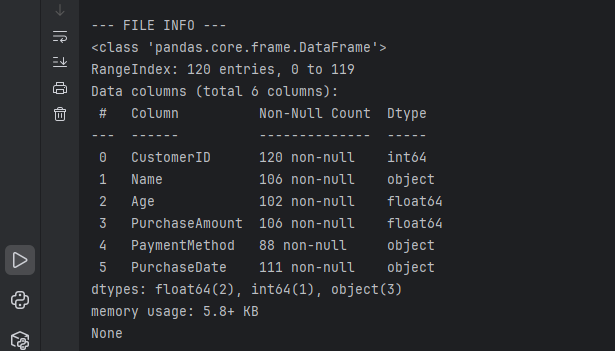 --- FILE INFO ---
<class 'pandas.core.frame.DataFrame'>
RangeIndex: 120 entries, 0 to 119
Data columns (total 6 columns):
 #   Column          Non-Null Count  Dtype
---  ------          --------------  -----
 0   CustomerID      120 non-null    int64
 1   Name            106 non-null    object
 2   Age             102 non-null    float64
 3   PurchaseAmount  106 non-null    float64
 4   PaymentMethod   88 non-null     object
 5   PurchaseDate    111 non-null    object
dtypes: float64(2), int64(1), object(3)
memory usage: 5.8+ KB
None